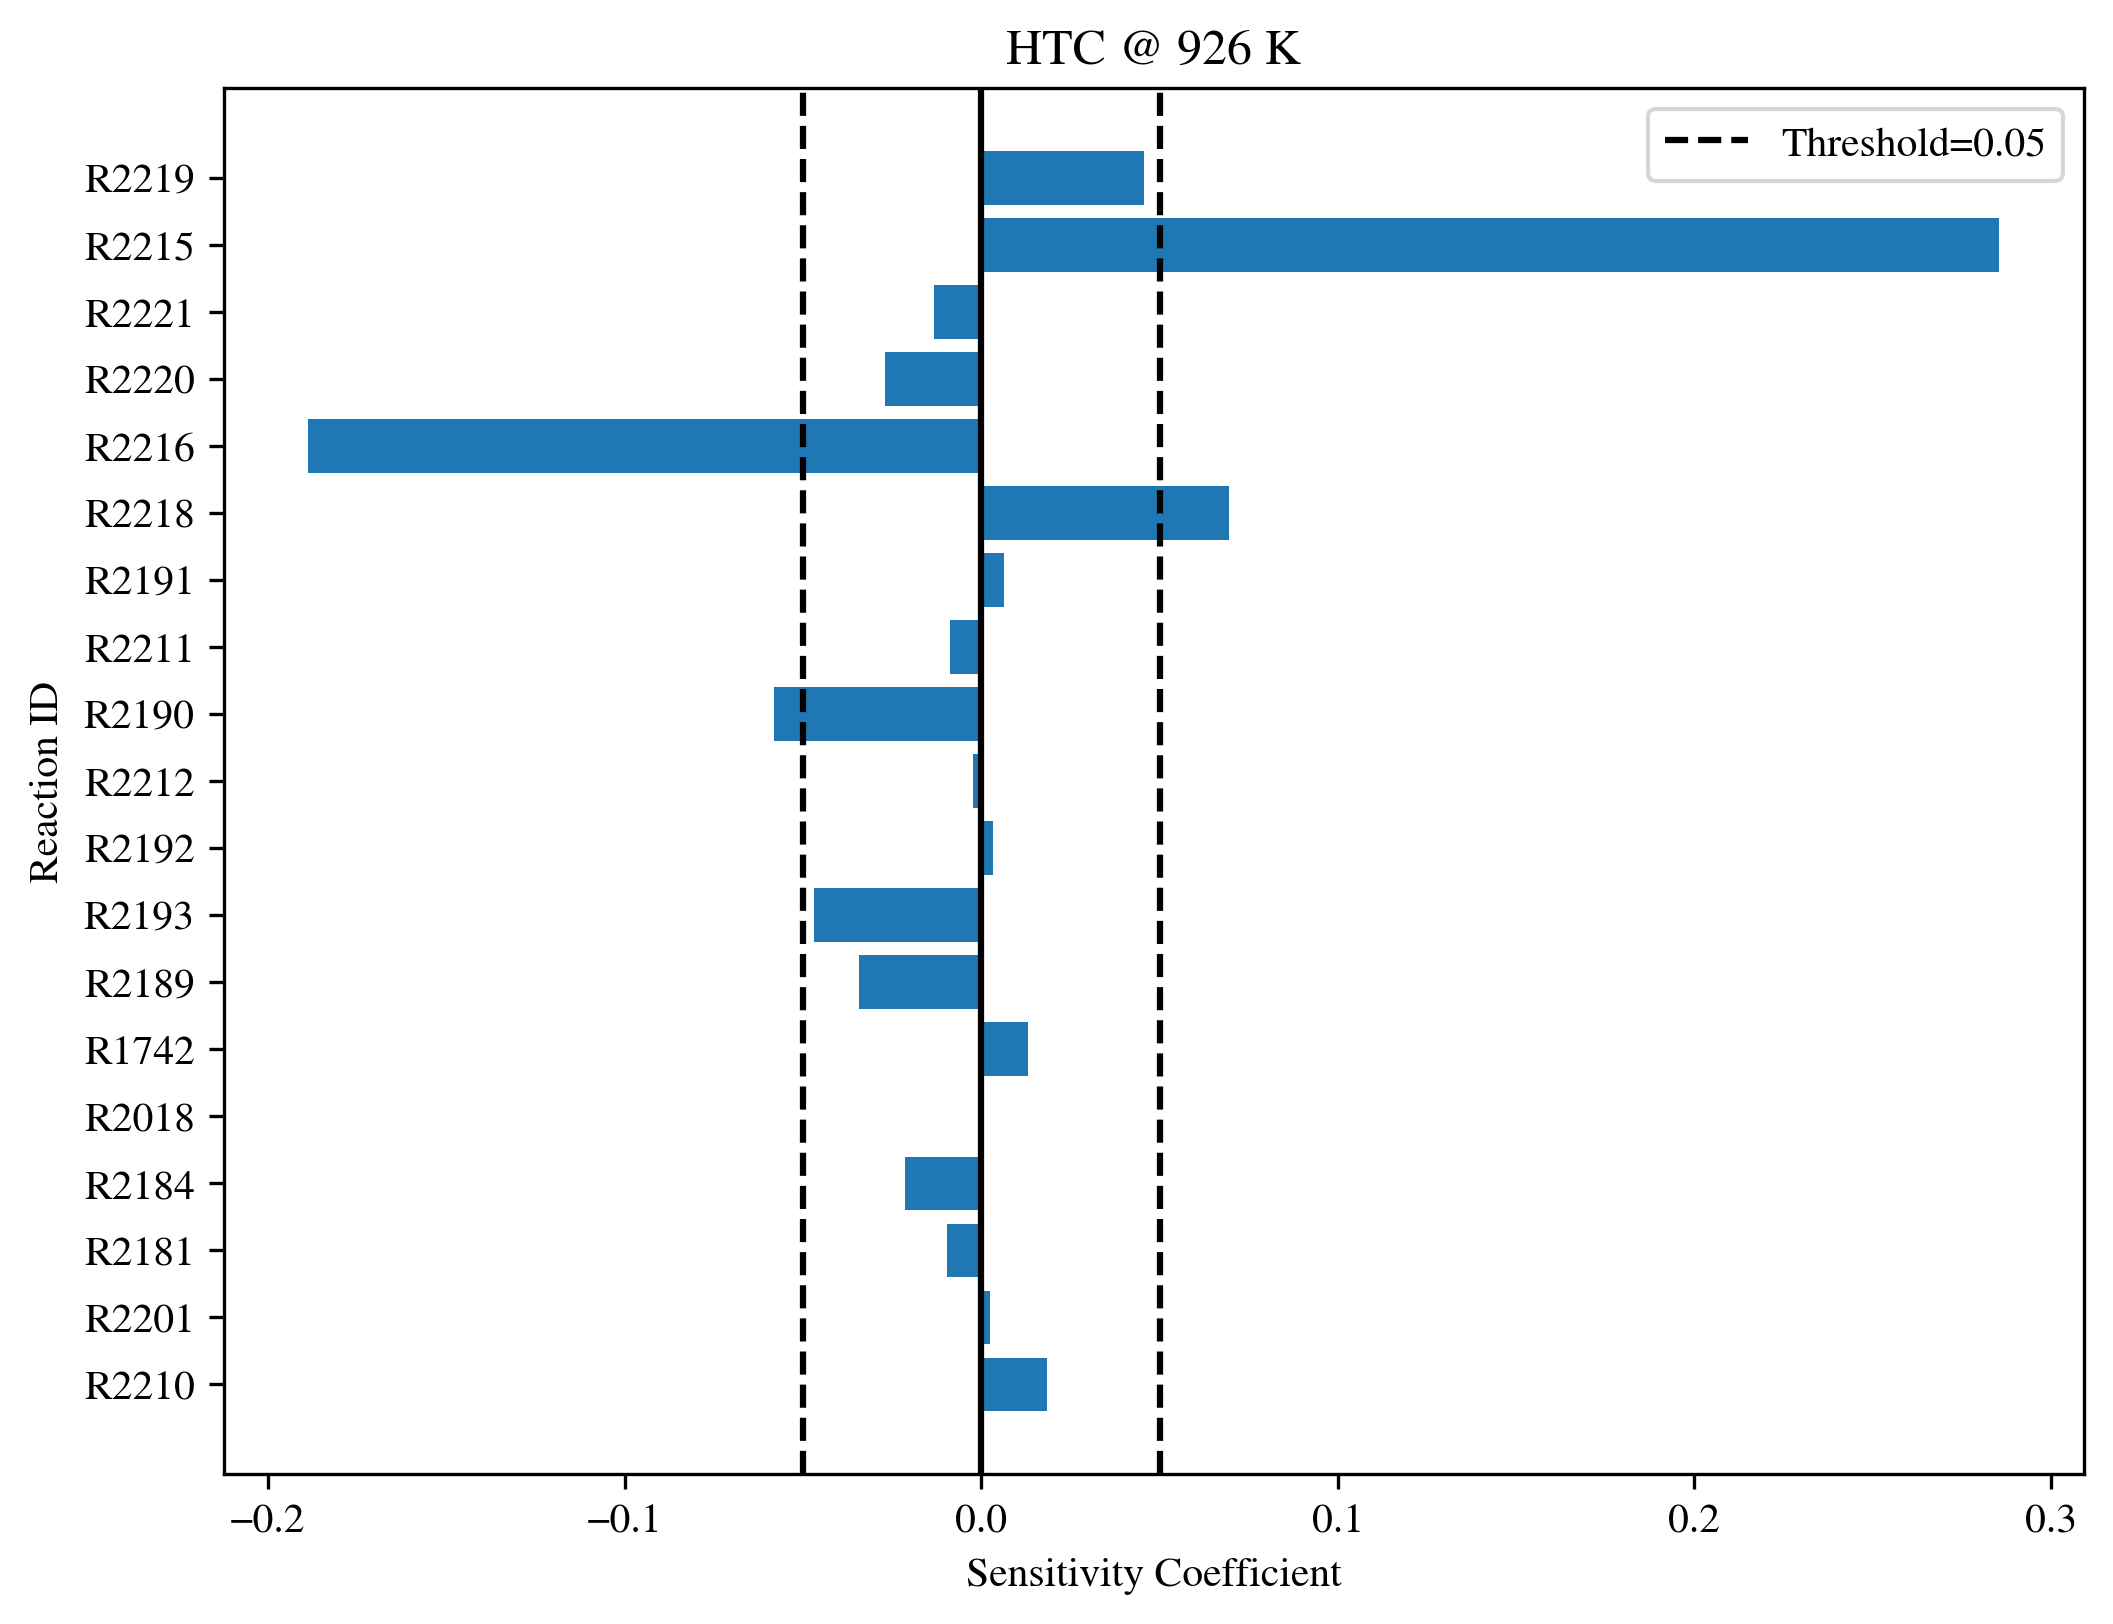 HTC @ 926 K
Threshold=0.05
R2219
R2215
R2221
R2220
R2216
R2218
R2191
R2211
R2190
R2212
R2192
R2193
R2189
R1742
R2018
R2184
R2181
R2201
R2210
Reaction ID
−0.2 −0.1 0.0 0.1 0.2 0.3
Sensitivity Coefficient